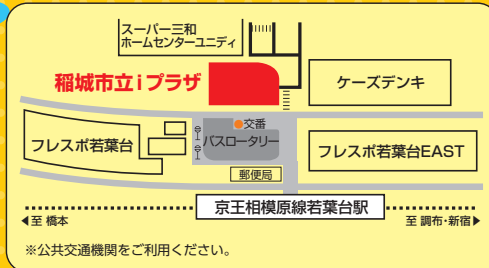 スーパー三和
ホームセンターユニディ
稲城市立iプラザ
ケーズデンキ
交番
バスロータリー
フレスポ若葉台
フレスポ若葉台EAST
郵便局
京王相模原線若葉台駅
◀至 橋本
至 調布・新宿▶
※公共交通機関をご利用ください。